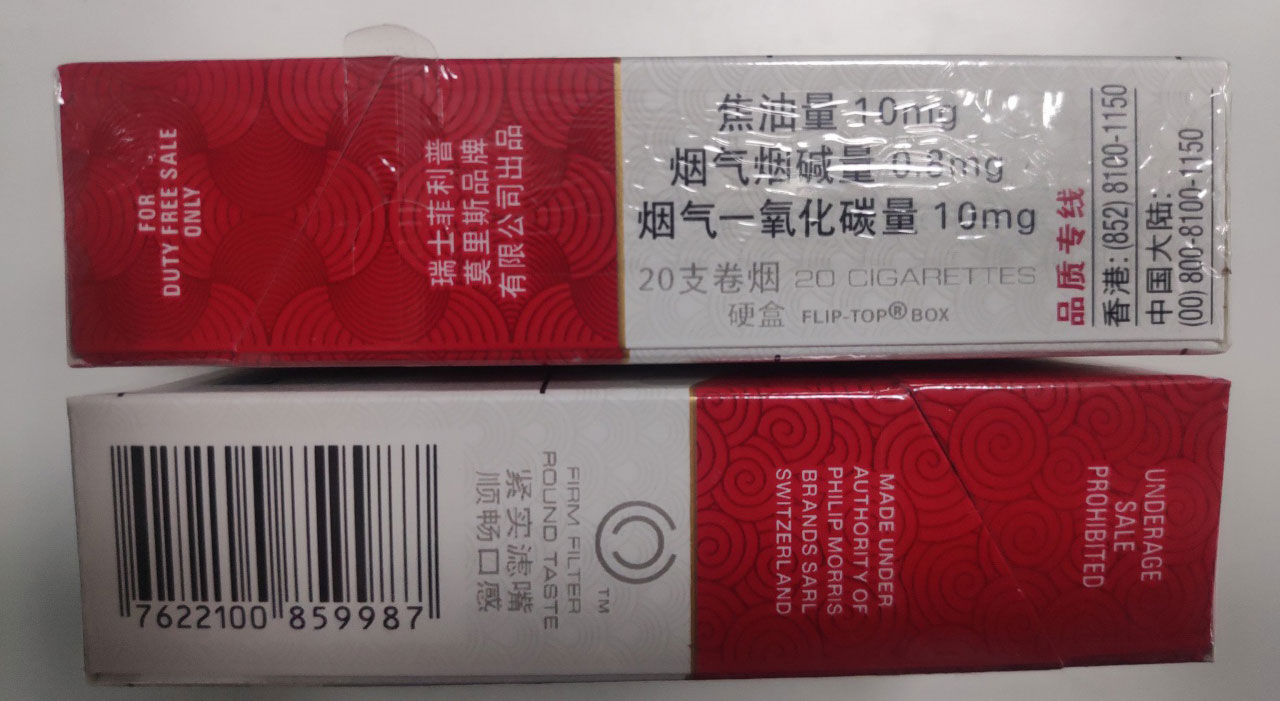 FOR
DUTY FREE SALE
ONLY
瑞士菲利普
莫里斯品牌
有限公司出品
焦油量 10mg
烟气烟碱量 0.8mg
烟气一氧化碳量 10mg
20支卷烟 20 CIGARETTES
硬盒 FLIP-TOP® BOX
品质专线
香港: (852) 8100-1150
中国大陆:
(00) 800-8100-1150
7622100 859987
FIRM FILTER
ROUND TASTE
紧实滤嘴
顺畅口感
TM
MADE UNDER
AUTHORITY OF
PHILIP MORRIS
BRANDS SARL
SWITZERLAND
UNDERAGE
SALE
PROHIBITED